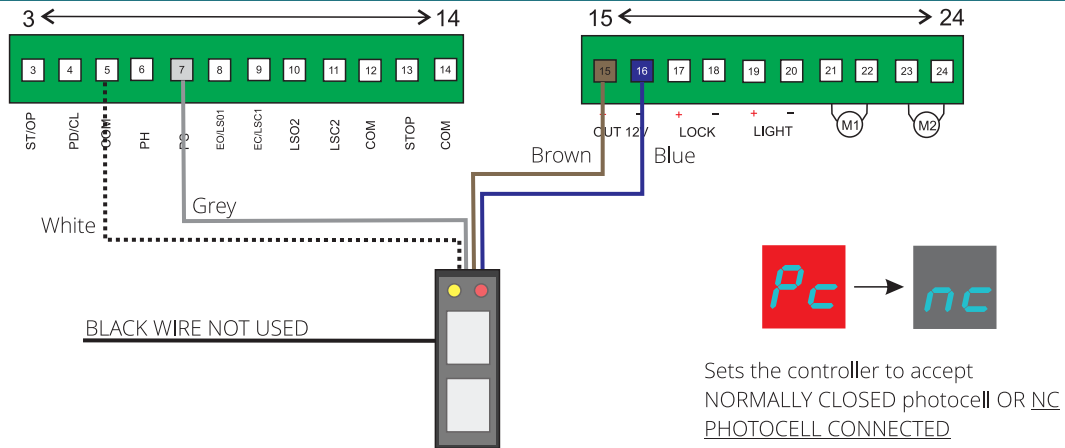 3 14
15 24
3 4 5 6 7 8 9 10 11 12 13 14
15 16 17 18 19 20 21 22 23 24
ST/OP PD/CL COM PH EO/LS01 EC/LSC1 LSO2 LSC2 COM STOP COM
+ - + - + -
OUT 12V LOCK LIGHT M1 M2
Brown Blue
Grey
White
BLACK WIRE NOT USED
Pc nc
Sets the controller to accept
NORMALLY CLOSED photocell OR NC
PHOTOCELL CONNECTED